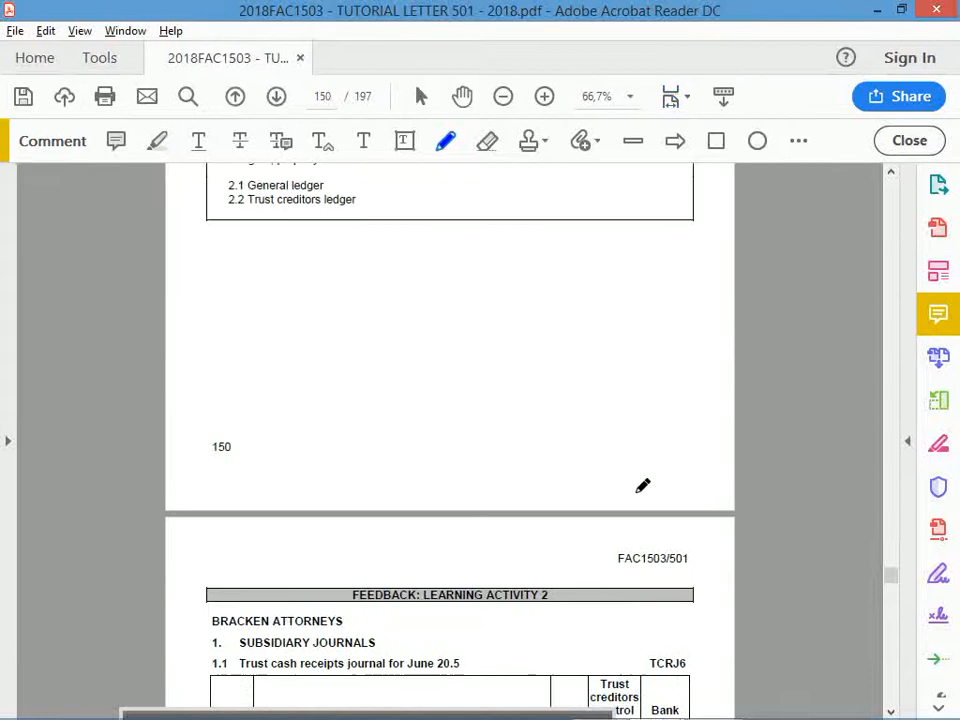 2018FAC1503 - TUTORIAL LETTER 501 - 2018.pdf - Adobe Acrobat Reader DC
File Edit View Window Help
Home Tools 2018FAC1503 - TU... × Sign In
150 / 197 66,7% Share
Comment Close
2.1 General ledger
2.2 Trust creditors ledger
150
FAC1503/501
FEEDBACK: LEARNING ACTIVITY 2
BRACKEN ATTORNEYS
1. SUBSIDIARY JOURNALS
1.1 Trust cash receipts journal for June 20.5 TCRJ6
Trust
creditors
Bank